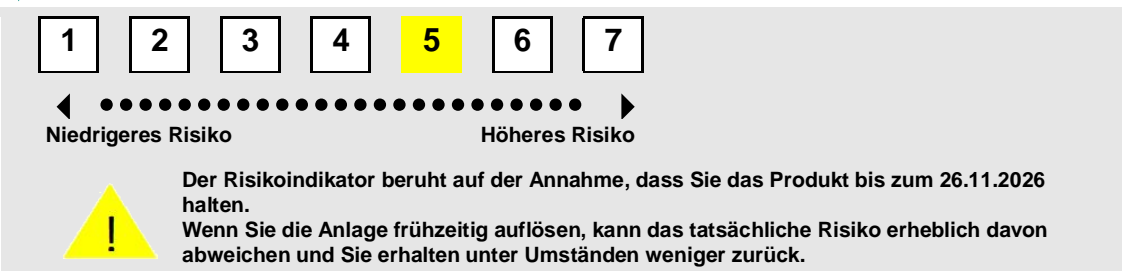 1 2 3 4 5 6 7
Niedrigeres Risiko Höheres Risiko
Der Risikoindikator beruht auf der Annahme, dass Sie das Produkt bis zum 26.11.2026
halten.
Wenn Sie die Anlage frühzeitig auflösen, kann das tatsächliche Risiko erheblich davon
abweichen und Sie erhalten unter Umständen weniger zurück.
!